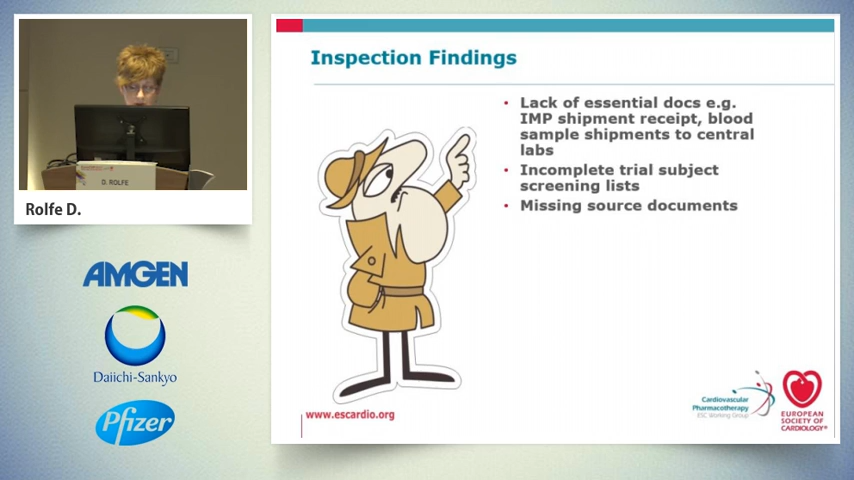 D. ROLFE
Rolfe D.
AMGEN
Daiichi-Sankyo
Pfizer
Inspection Findings
• Lack of essential docs e.g.
IMP shipment receipt, blood
sample shipments to central
labs
• Incomplete trial subject
screening lists
• Missing source documents
www.escardio.org
Cardiovascular
Pharmacotherapy
ESC Working Group
EUROPEAN
SOCIETY OF
CARDIOLOGY®